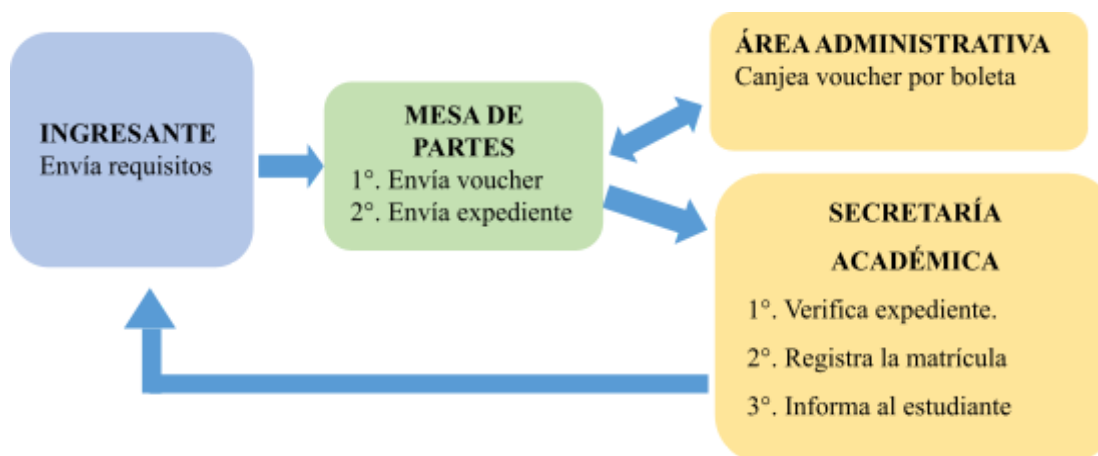 INGRESANTE
Envía requisitos
MESA DE
PARTES
1°. Envía voucher
2°. Envía expediente
ÁREA ADMINISTRATIVA
Canjea voucher por boleta
SECRETARÍA
ACADÉMICA
1°. Verifica expediente.
2°. Registra la matrícula
3°. Informa al estudiante